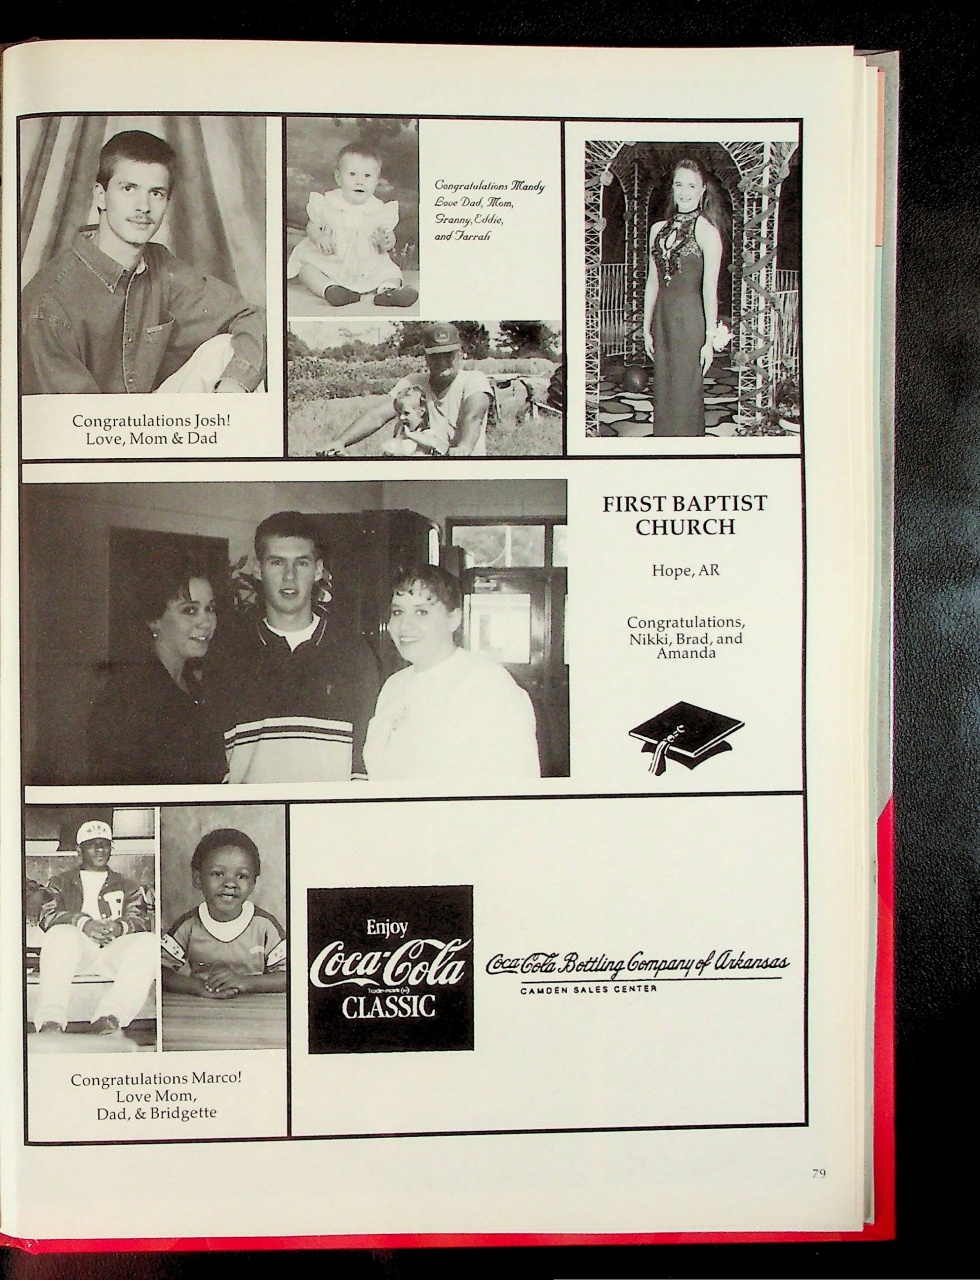 Congratulations Josh!
Love, Mom & Dad
Congratulations Mandy
Love Dad, Mom,
Granny, Eddie,
and Farrah
FIRST BAPTIST
CHURCH
Hope, AR
Congratulations,
Nikki, Brad, and
Amanda
Congratulations Marco!
Love Mom,
Dad, & Bridgette
Enjoy
Coca-Cola
Trade-mark (R)
CLASSIC
Coca-Cola Bottling Company of Arkansas
CAMDEN SALES CENTER
79